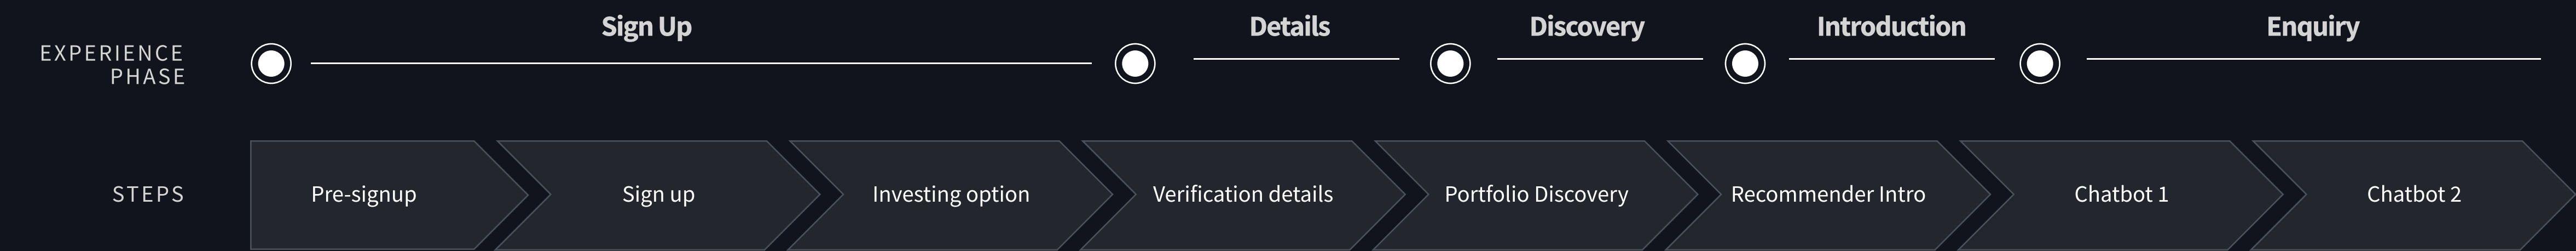 Sign Up
Details
Discovery
Introduction
Enquiry
EXPERIENCE
PHASE
STEPS
Pre-signup
Sign up
Investing option
Verification details
Portfolio Discovery
Recommender Intro
Chatbot 1
Chatbot 2